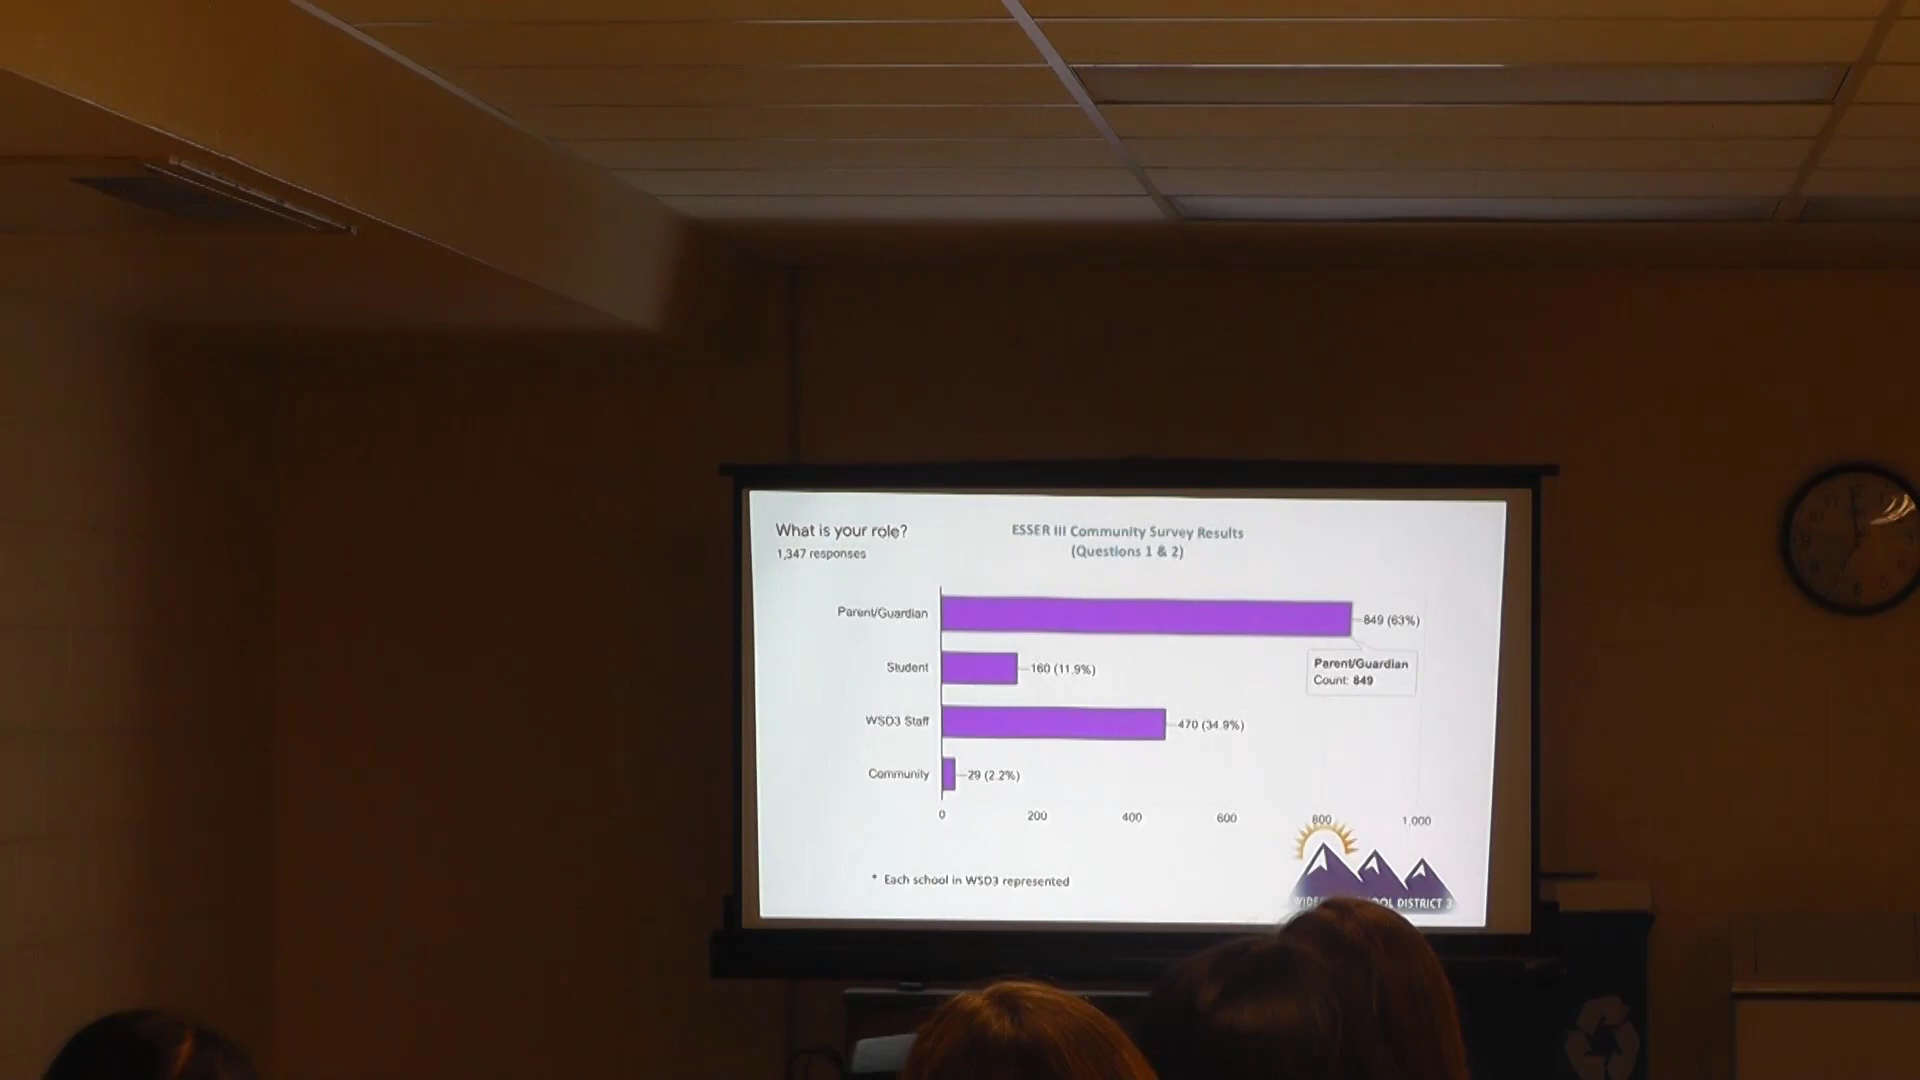 What is your role?
1,347 responses
ESSER III Community Survey Results
(Questions 1 & 2)
Parent/Guardian
849 (63%)
Parent/Guardian
Count: 849
Student
160 (11.9%)
WSD3 Staff
470 (34.9%)
Community
29 (2.2%)
0 200 400 600 800 1,000
* Each school in WSD3 represented
DISTRICT 3